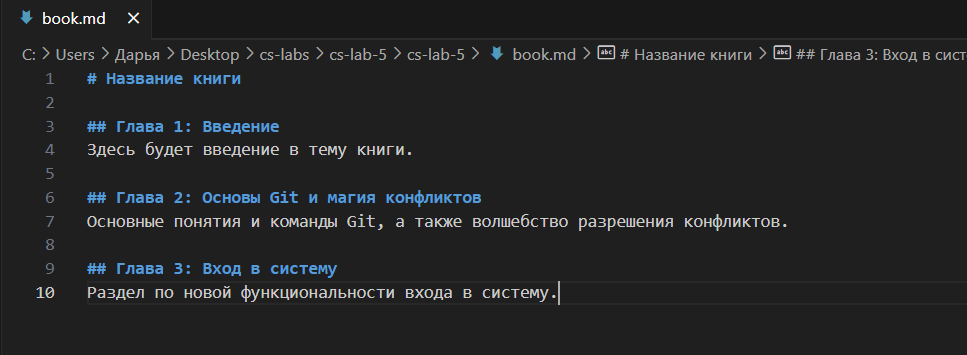 book.md ×
C: > Users > Дарья > Desktop > cs-labs > cs-lab-5 > cs-lab-5 > book.md > # Название книги > ## Глава 3: Вход в сист
1 # Название книги
2
3 ## Глава 1: Введение
4 Здесь будет введение в тему книги.
5
6 ## Глава 2: Основы Git и магия конфликтов
7 Основные понятия и команды Git, а также волшебство разрешения конфликтов.
8
9 ## Глава 3: Вход в систему
10 Раздел по новой функциональности входа в систему.